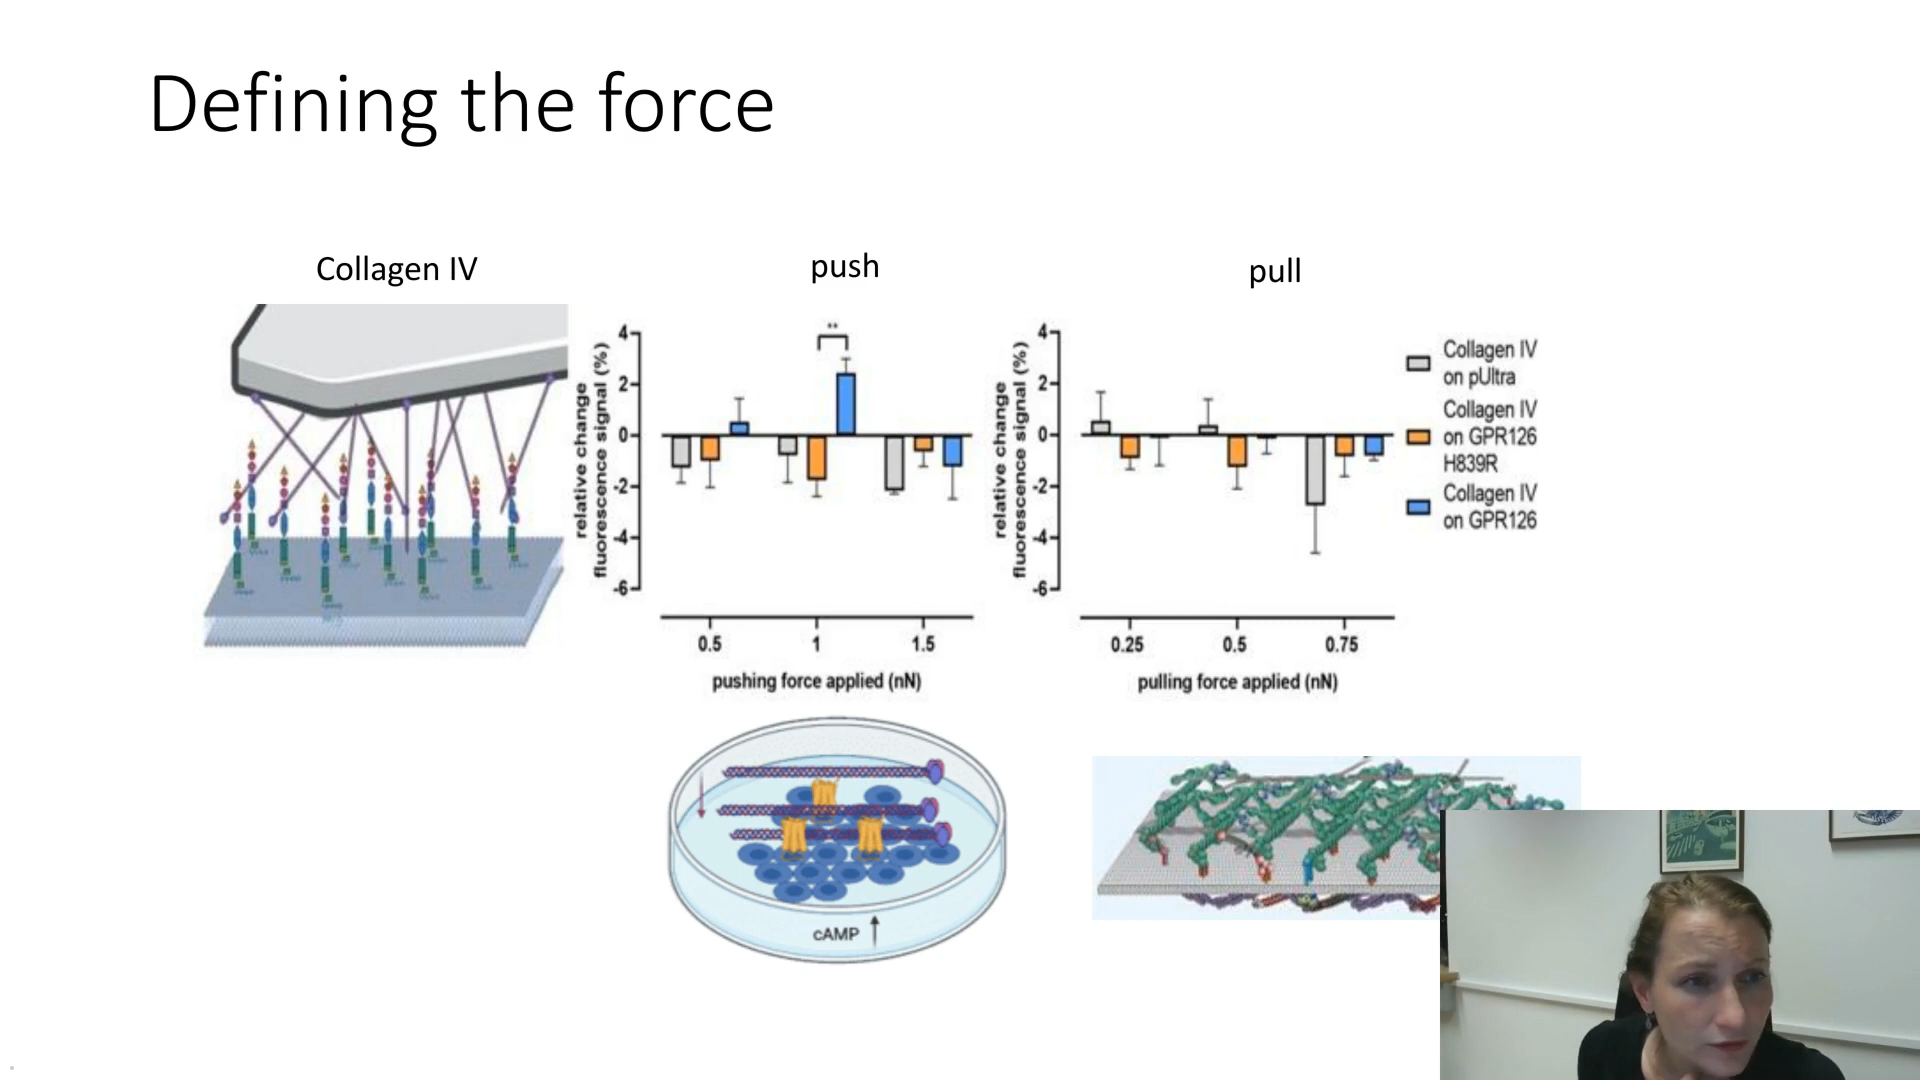 Defining the force
Collagen IV
push
pull
relative change
fluorescence signal (%)
4
2
0
-2
-4
-6
**
0.5
1
1.5
pushing force applied (nN)
relative change
fluorescence signal (%)
4
2
0
-2
-4
-6
0.25
0.5
0.75
pulling force applied (nN)
Collagen IV
on pUltra
Collagen IV
on GPR126
H839R
Collagen IV
on GPR126
cAMP